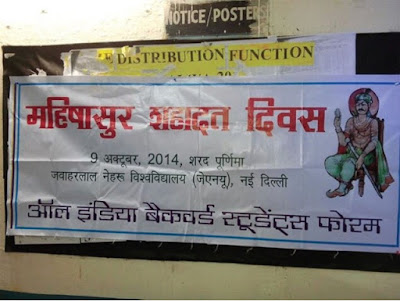 NOTICE/POSTERS
E DISTRIBUTION FUNCTION
महिषासुर शहादत दिवस
9 अक्टूबर, 2014, शरद पूर्णिमा
जवाहरलाल नेहरू विश्वविद्यालय (जेएनयू), नई दिल्ली
ऑल इंडिया बैकवर्ड स्टूडेंट्स फोरम